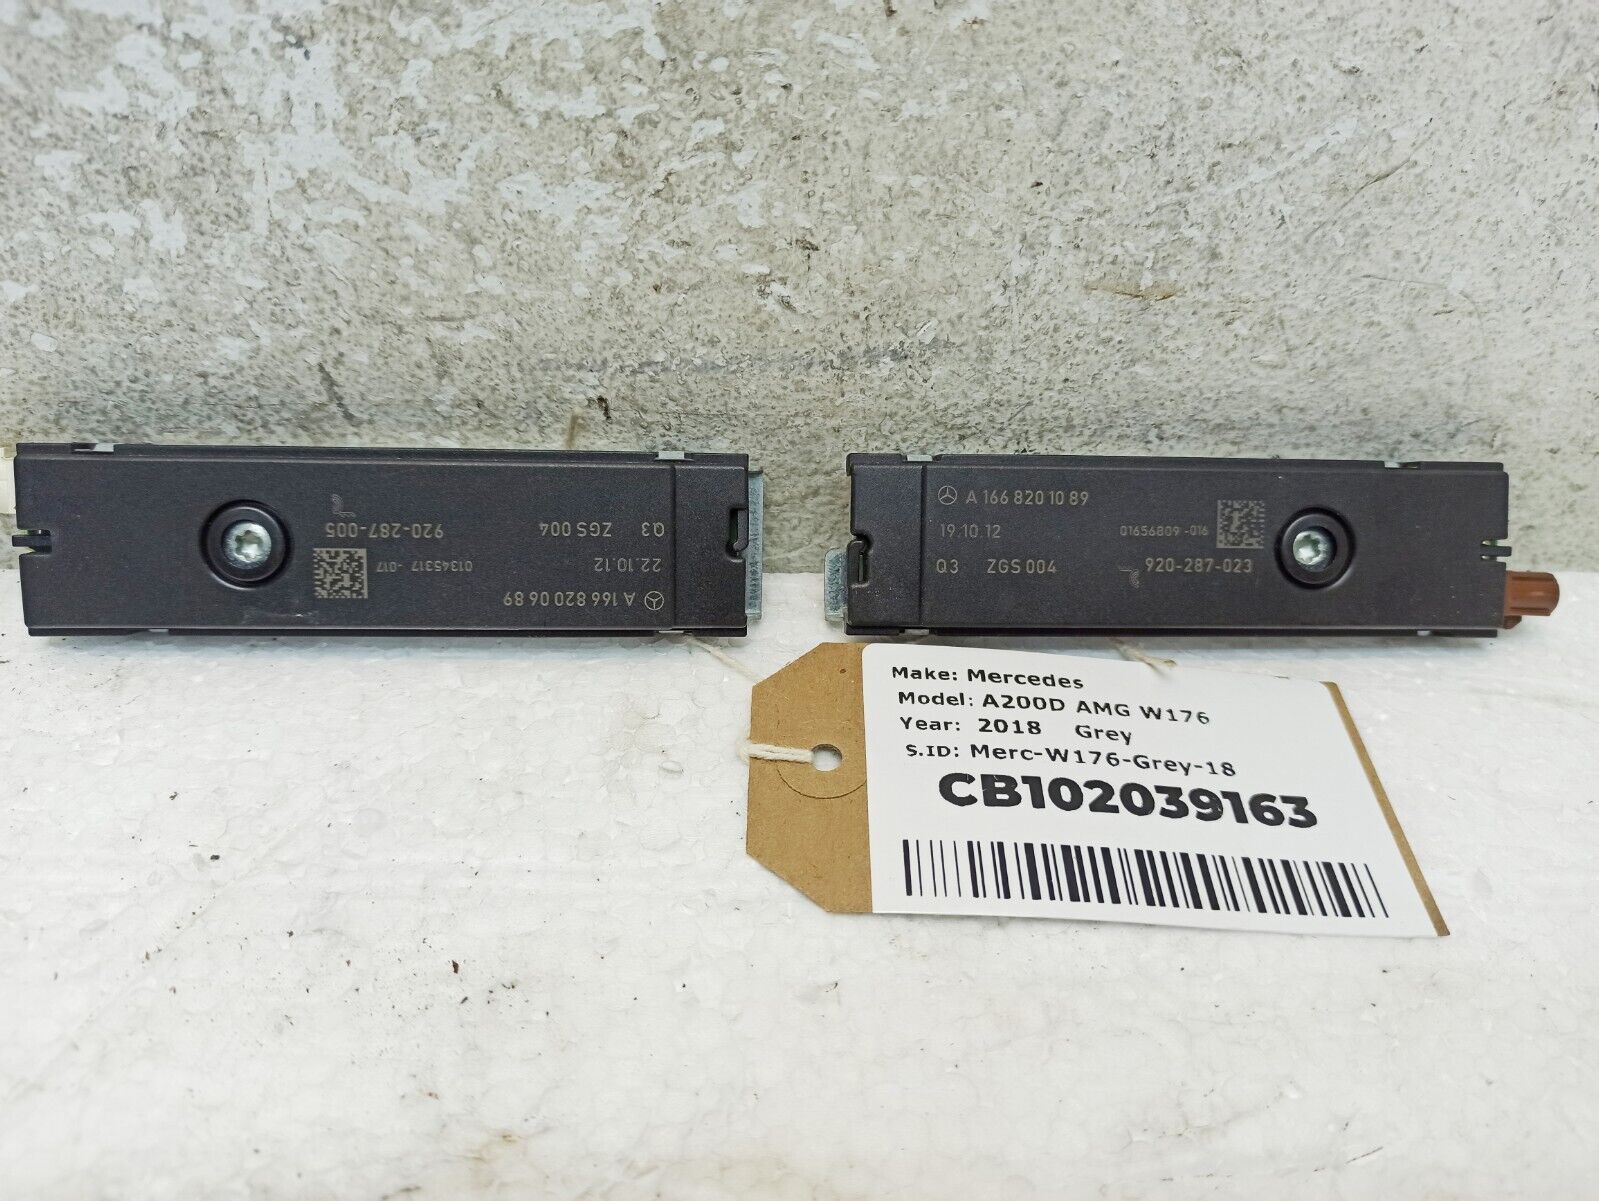 A 166 820 06 89
22.10.12
01345317 -017
Q3 ZGS 004
920-287-005
A 166 820 10 89
19.10.12
01656809 -016
Q3 ZGS 004
920-287-023
Make: Mercedes
Model: A200D AMG W176
Year: 2018 Grey
S.ID: Merc-W176-Grey-18
CB102039163